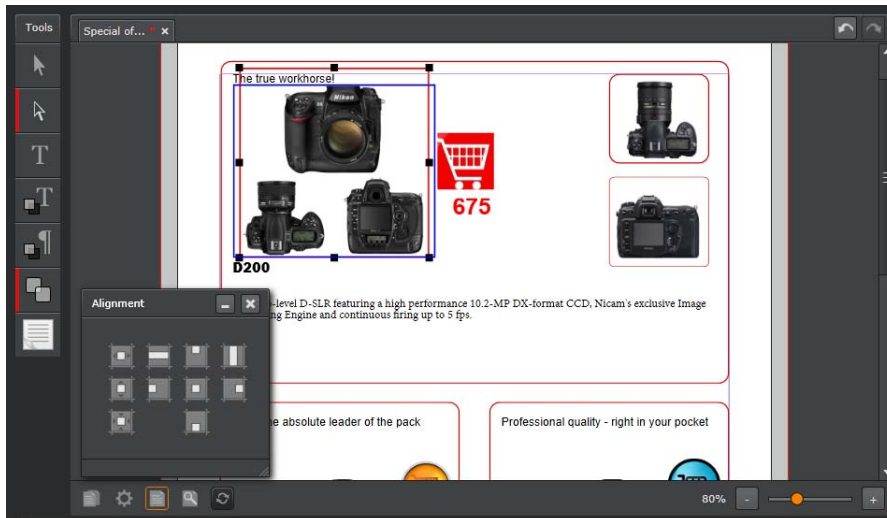 Tools
Special of...* ×
The true workhorse!
Nikon
675
D200
-level D-SLR featuring a high performance 10.2-MP DX-format CCD, Nicam's exclusive Image
ng Engine and continuous firing up to 5 fps.
Alignment
he absolute leader of the pack
Professional quality - right in your pocket
80%